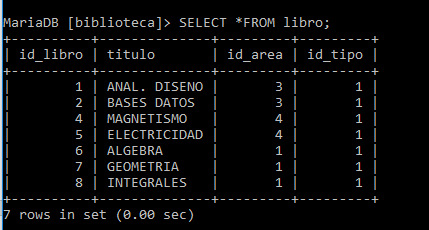 MariaDB [biblioteca]> SELECT *FROM libro;
+----------+--------------+---------+---------+
| id_libro | titulo       | id_area | id_tipo |
+----------+--------------+---------+---------+
|        1 | ANAL. DISENO |       3 |       1 |
|        2 | BASES DATOS  |       3 |       1 |
|        4 | MAGNETISMO   |       4 |       1 |
|        5 | ELECTRICIDAD |       4 |       1 |
|        6 | ALGEBRA      |       1 |       1 |
|        7 | GEOMETRIA    |       1 |       1 |
|        8 | INTEGRALES   |       1 |       1 |
+----------+--------------+---------+---------+
7 rows in set (0.00 sec)